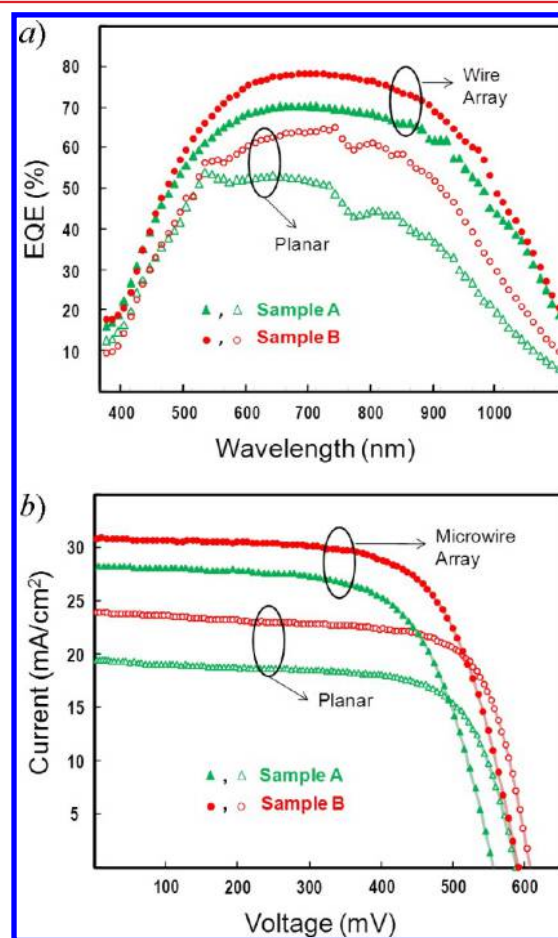 a)
80
70
60
50
40
30
20
10
EQE (%)
Wire
Array
Planar
▲ , △ Sample A
● , ○ Sample B
400 500 600 700 800 900 1000
Wavelength (nm)
b)
30
25
20
15
10
5
Current (mA/cm²)
Microwire
Array
Planar
▲ , △ Sample A
● , ○ Sample B
100 200 300 400 500 600
Voltage (mV)